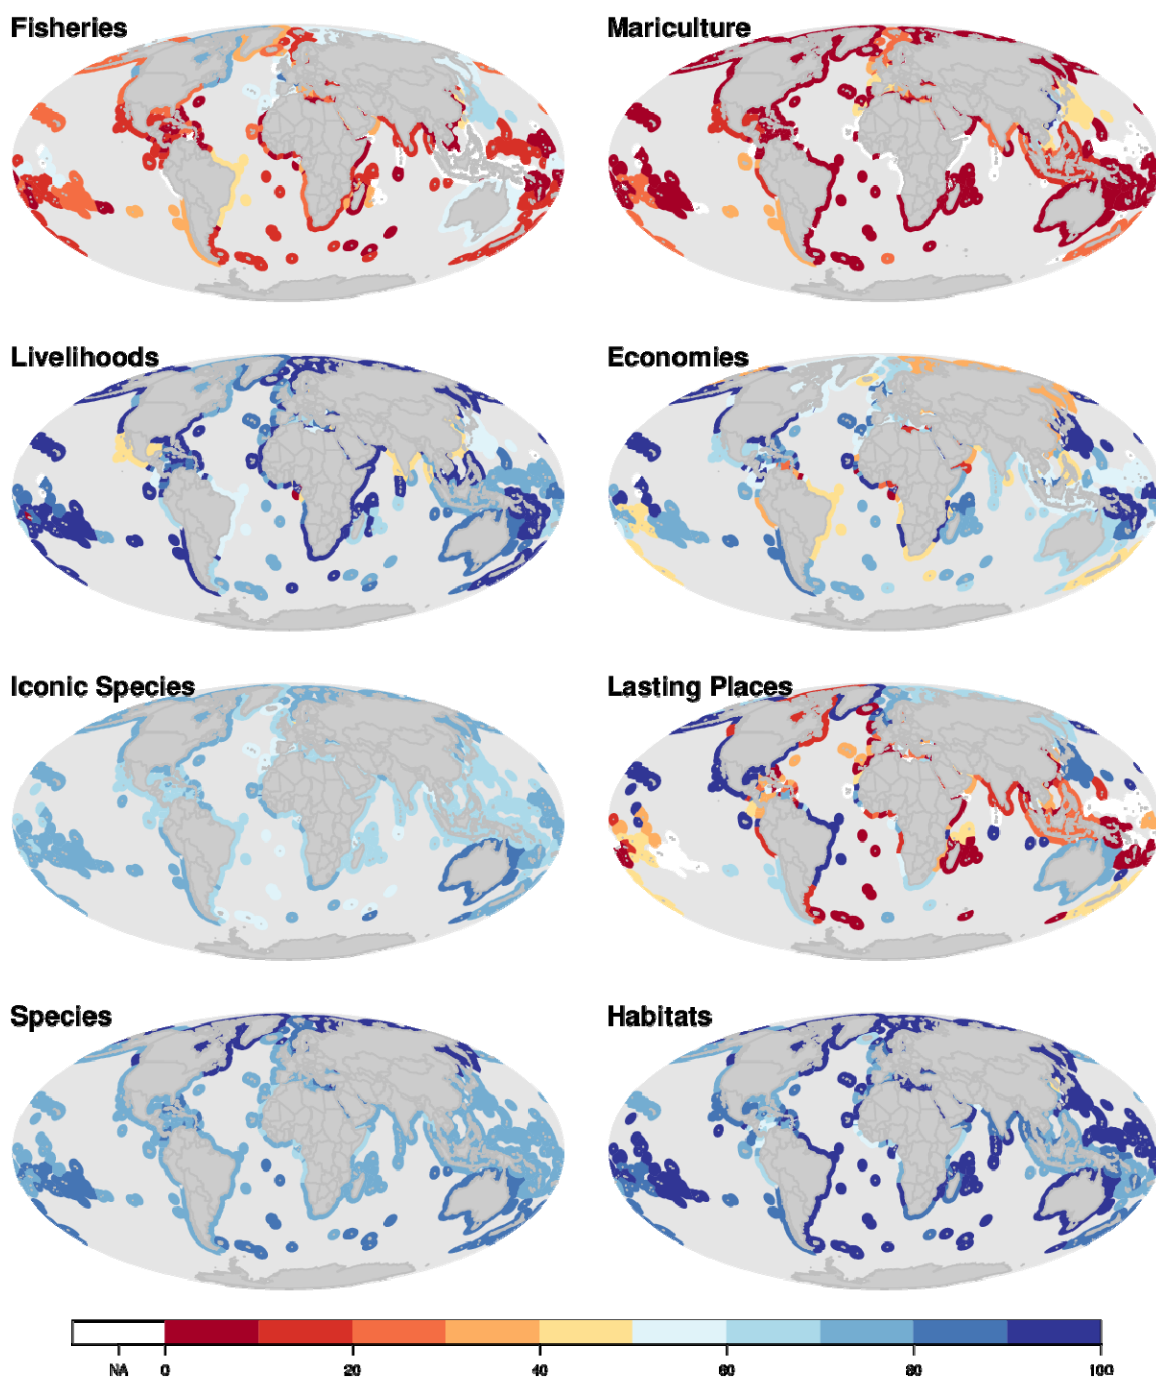 Fisheries Mariculture
Livelihoods Economies
Iconic Species Lasting Places
Species Habitats
NA 0 20 40 60 80 100